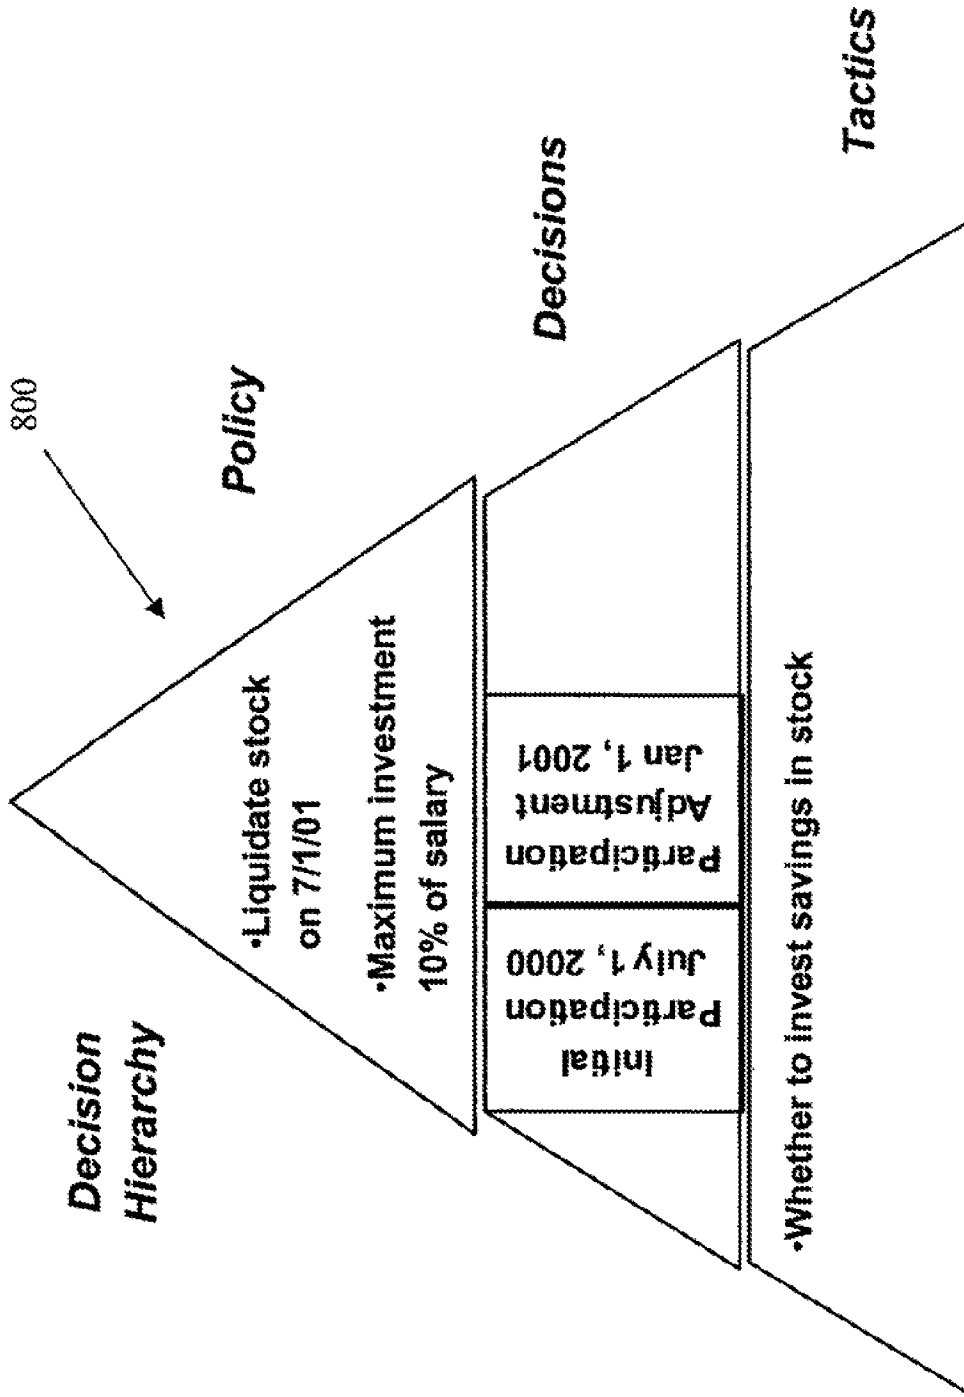 800
Decision
Hierarchy
Policy
•Liquidate stock
on 7/1/01
•Maximum investment
10% of salary
Decisions
Initial
Participation
July 1, 2000
Participation
Adjustment
Jan 1, 2001
Tactics
•Whether to invest savings in stock